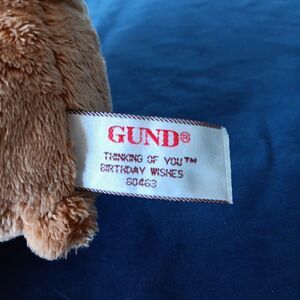 GUND®
THINKING OF YOU™
BIRTHDAY WISHES
60463